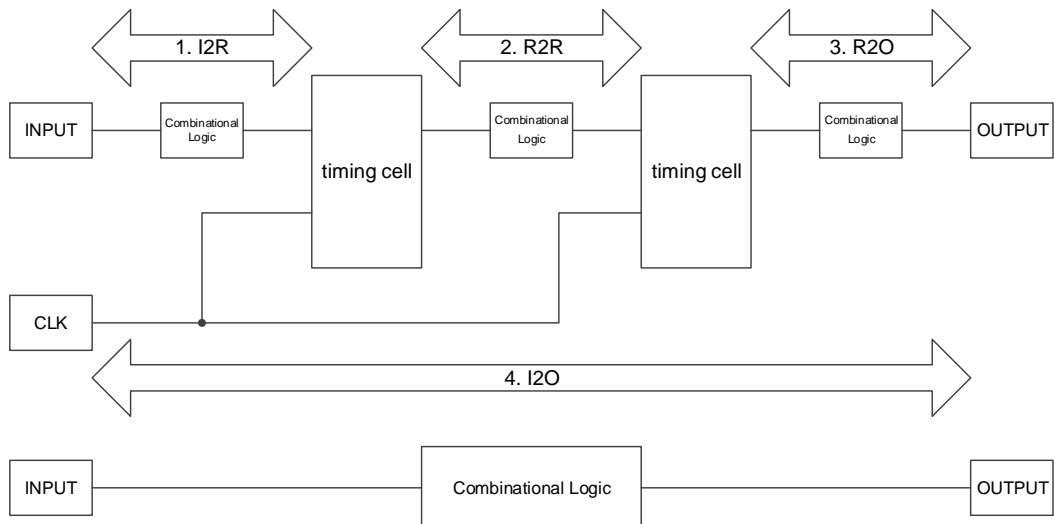 1. I2R
2. R2R
3. R2O
INPUT
Combinational
Logic
timing cell
Combinational
Logic
timing cell
Combinational
Logic
OUTPUT
CLK
4. I2O
INPUT
Combinational Logic
OUTPUT